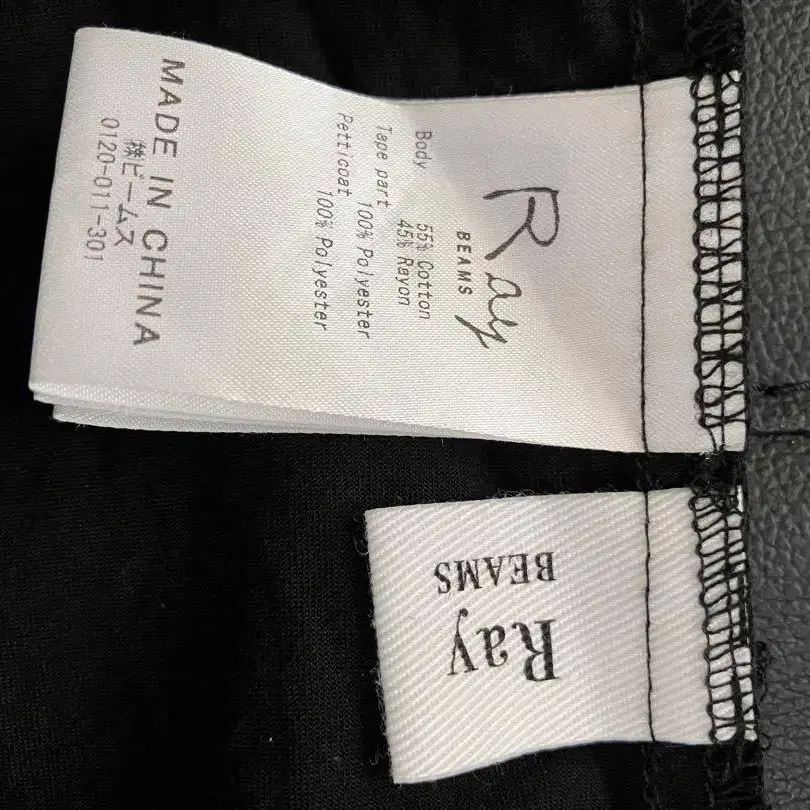 Ray
BEAMS
Body
55% Cotton
45% Rayon
Tape part
100% Polyester
Petticoat
100% Polyester
MADE IN CHINA
㈱ビームス
0120-011-301
Ray
BEAMS